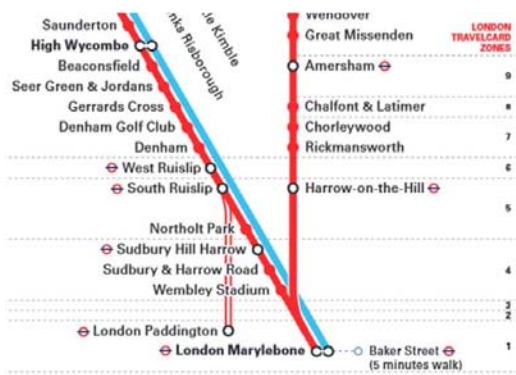 Saunderton
High Wycombe
Beaconsfield
Seer Green & Jordans
Gerrards Cross
Denham Golf Club
Denham
West Ruislip
South Ruislip
Northolt Park
Sudbury Hill Harrow
Sudbury & Harrow Road
Wembley Stadium
London Paddington
London Marylebone
Risborough
Kimble
Wendover
Great Missenden
Amersham
Chalfont & Latimer
Chorleywood
Rickmansworth
Harrow-on-the-Hill
Baker Street
(5 minutes walk)
LONDON
TRAVELCARD
ZONES
9
8
7
6
5
4
3
2
1